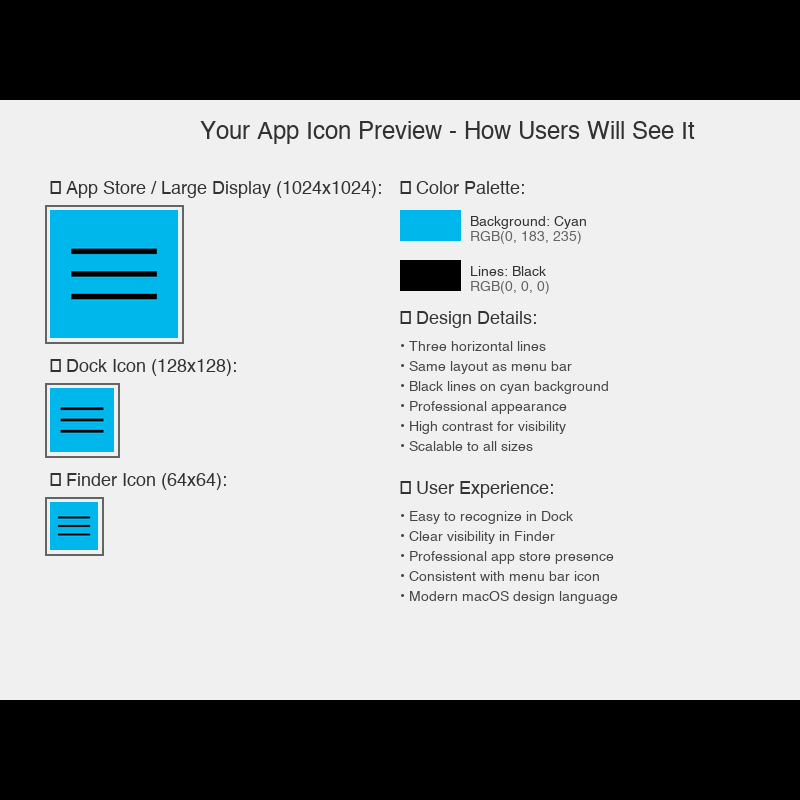 Your App Icon Preview - How Users Will See It
App Store / Large Display (1024x1024):
Dock Icon (128x128):
Finder Icon (64x64):
Color Palette:
Background: Cyan
RGB(0, 183, 235)
Lines: Black
RGB(0, 0, 0)
Design Details:
• Three horizontal lines
• Same layout as menu bar
• Black lines on cyan background
• Professional appearance
• High contrast for visibility
• Scalable to all sizes
User Experience:
• Easy to recognize in Dock
• Clear visibility in Finder
• Professional app store presence
• Consistent with menu bar icon
• Modern macOS design language